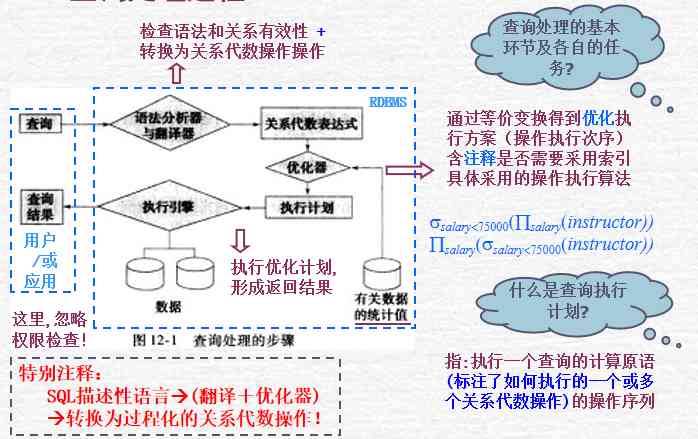 检查语法和关系有效性 +
转换为关系代数操作操作
查询处理的基本
环节及各自的任
务?
RDBMS
查询
语法分析器
与翻译器
关系代数表达式
优化器
通过等价变换得到优化执
行方案（操作执行次序）
含注释是否需要采用索引
具体采用的操作执行算法
查询
结果
执行引擎
执行计划
σsalary<75000(∏salary(instructor))
∏salary(σsalary<75000(instructor))
用户
/或
应用
执行优化计划,
形成返回结果
数据
有关数据
的统计值
什么是查询执行
计划?
这里,忽略
权限检查!
图 12-1 查询处理的步骤
指:执行一个查询的计算原语
(标注了如何执行的一个或多
个关系代数操作)的操作序列
特别注释：
SQL描述性语言→(翻译＋优化器)
→转换为过程化的关系代数操作！